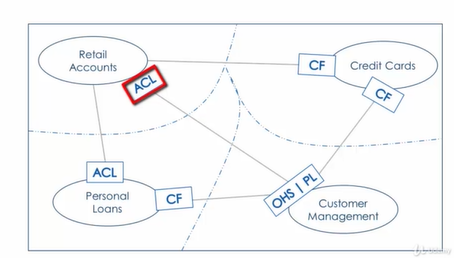 Retail
Accounts
ACL
CF
Credit Cards
CF
ACL
Personal
Loans
CF
OHS | PL
Customer
Management